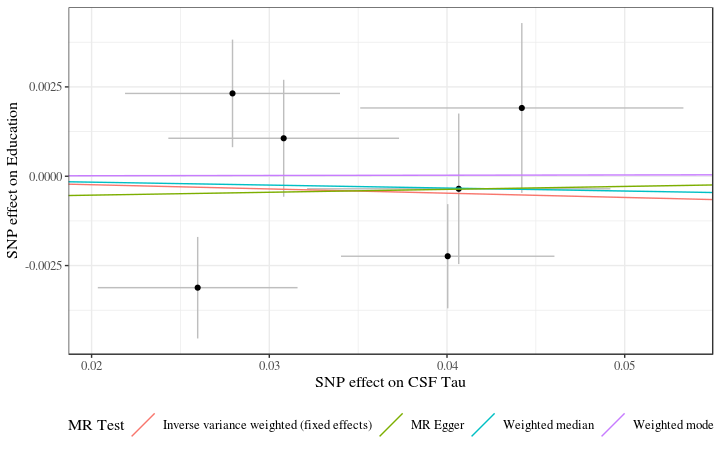 SNP effect on Education
0.0025
0.0000
-0.0025
0.02 0.03 0.04 0.05
SNP effect on CSF Tau
MR Test Inverse variance weighted (fixed effects) MR Egger Weighted median Weighted mode